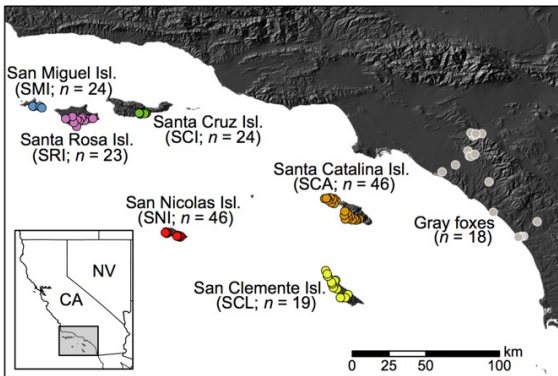 San Miguel Isl.
(SMI; n = 24)
Santa Rosa Isl.
(SRI; n = 23)
Santa Cruz Isl.
(SCI; n = 24)
San Nicolas Isl.
(SNI; n = 46)
Santa Catalina Isl.
(SCA; n = 46)
San Clemente Isl.
(SCL; n = 19)
Gray foxes
(n = 18)
NV
CA
km
0 25 50 100